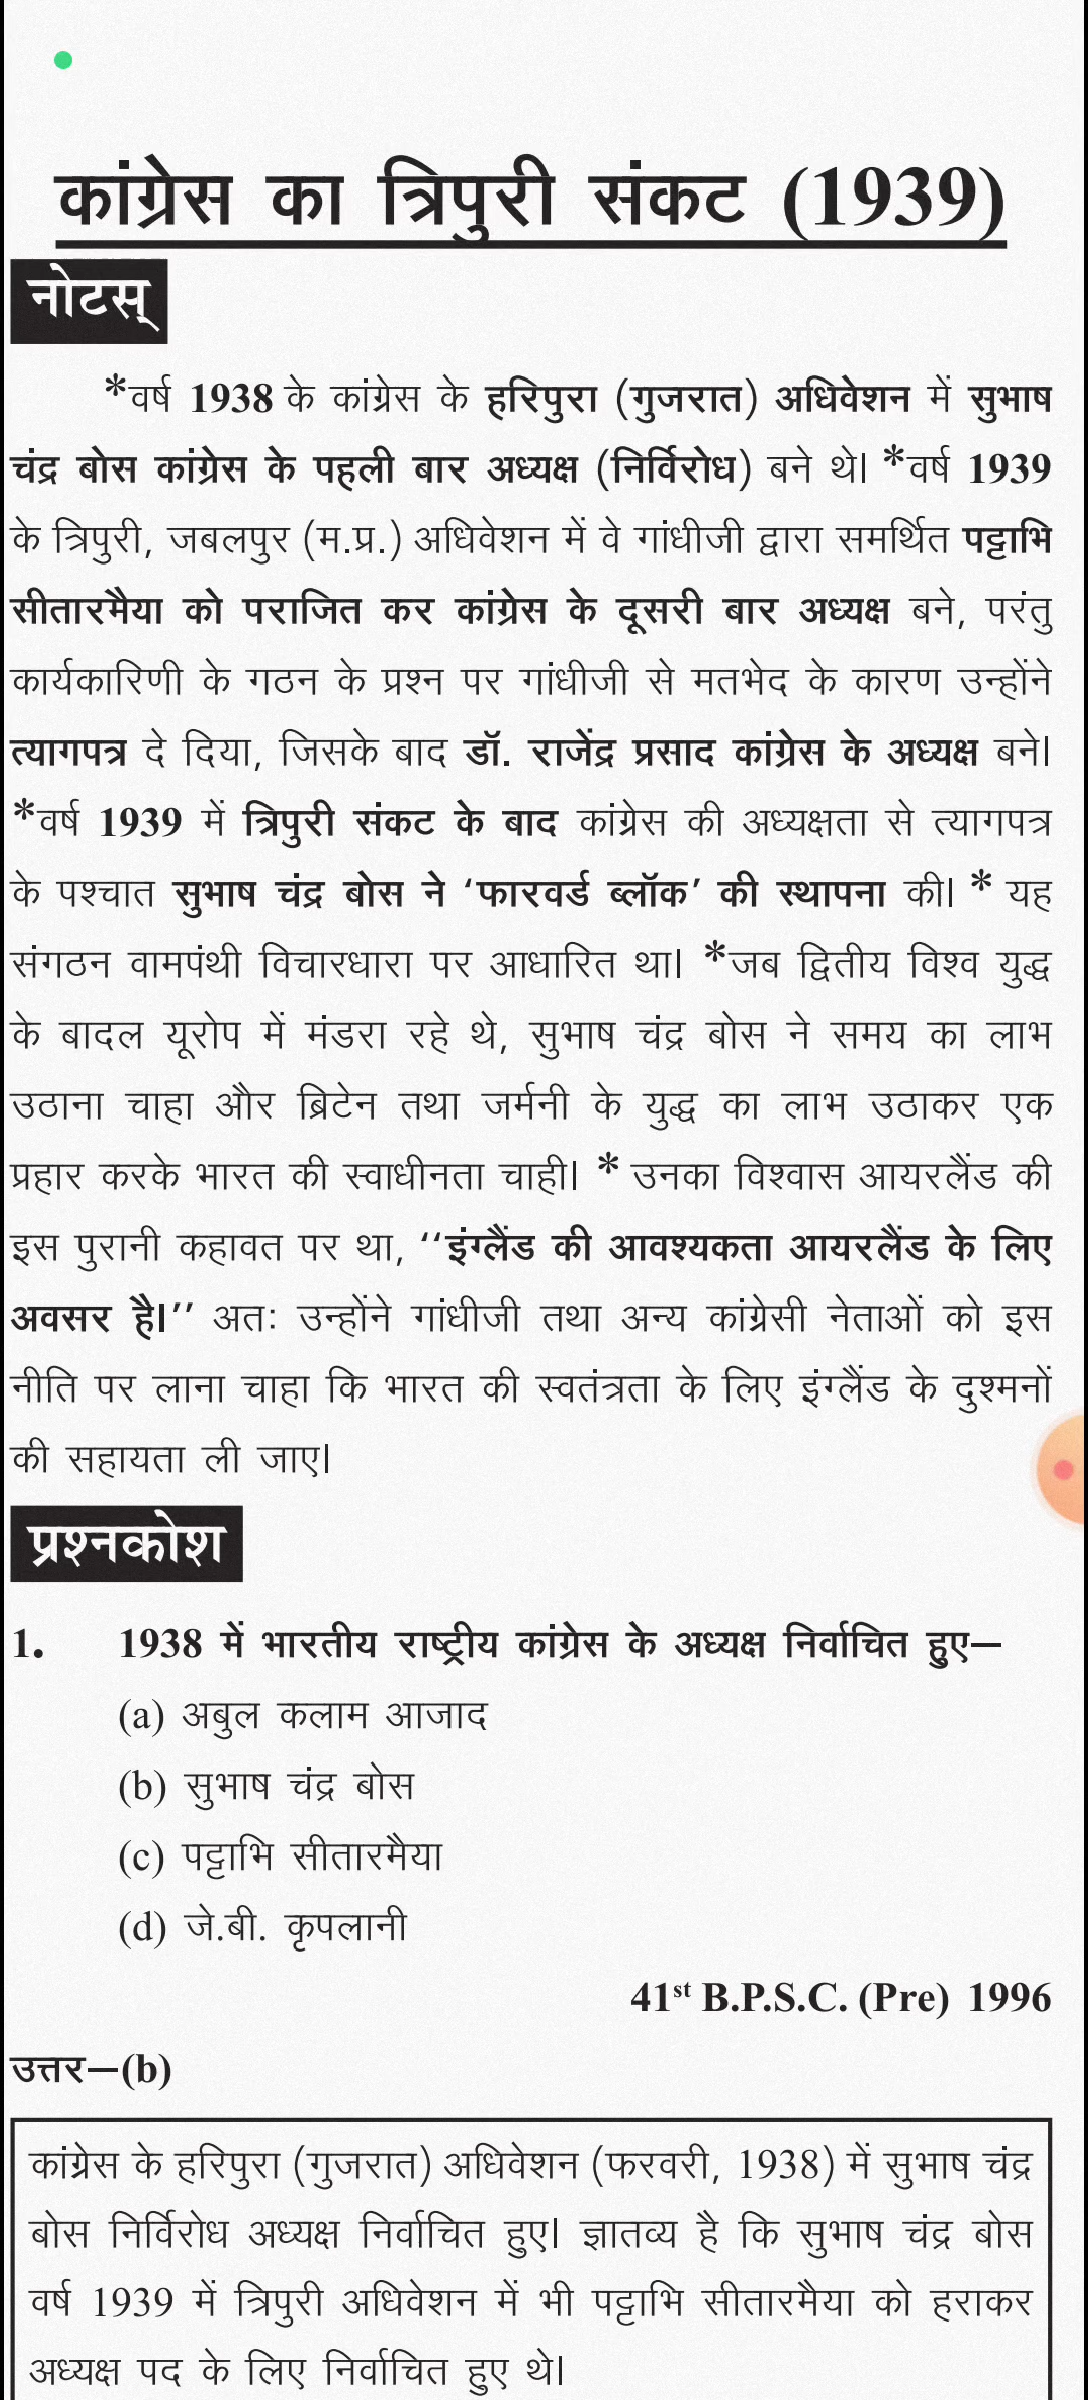 कांग्रेस का त्रिपुरी संकट (1939)
नोटस्
*वर्ष 1938 के कांग्रेस के हरिपुरा (गुजरात) अधिवेशन में सुभाष
चंद्र बोस कांग्रेस के पहली बार अध्यक्ष (निर्विरोध) बने थे। *वर्ष 1939
के त्रिपुरी, जबलपुर (म.प्र.) अधिवेशन में वे गांधीजी द्वारा समर्थित पट्टाभि
सीतारमैया को पराजित कर कांग्रेस के दूसरी बार अध्यक्ष बने, परंतु
कार्यकारिणी के गठन के प्रश्न पर गांधीजी से मतभेद के कारण उन्होंने
त्यागपत्र दे दिया, जिसके बाद डॉ. राजेंद्र प्रसाद कांग्रेस के अध्यक्ष बने।
*वर्ष 1939 में त्रिपुरी संकट के बाद कांग्रेस की अध्यक्षता से त्यागपत्र
के पश्चात सुभाष चंद्र बोस ने ‘फारवर्ड ब्लॉक’ की स्थापना की। * यह
संगठन वामपंथी विचारधारा पर आधारित था। *जब द्वितीय विश्व युद्ध
के बादल यूरोप में मंडरा रहे थे, सुभाष चंद्र बोस ने समय का लाभ
उठाना चाहा और ब्रिटेन तथा जर्मनी के युद्ध का लाभ उठाकर एक
प्रहार करके भारत की स्वाधीनता चाही। * उनका विश्वास आयरलैंड की
इस पुरानी कहावत पर था, ‘‘इंग्लैंड की आवश्यकता आयरलैंड के लिए
अवसर है।’’ अतः उन्होंने गांधीजी तथा अन्य कांग्रेसी नेताओं को इस
नीति पर लाना चाहा कि भारत की स्वतंत्रता के लिए इंग्लैंड के दुश्मनों
की सहायता ली जाए।
प्रश्नकोश
1. 1938 में भारतीय राष्ट्रीय कांग्रेस के अध्यक्ष निर्वाचित हुए—
(a) अबुल कलाम आजाद
(b) सुभाष चंद्र बोस
(c) पट्टाभि सीतारमैया
(d) जे.बी. कृपलानी
41st B.P.S.C. (Pre) 1996
उत्तर—(b)
कांग्रेस के हरिपुरा (गुजरात) अधिवेशन (फरवरी, 1938) में सुभाष चंद्र
बोस निर्विरोध अध्यक्ष निर्वाचित हुए। ज्ञातव्य है कि सुभाष चंद्र बोस
वर्ष 1939 में त्रिपुरी अधिवेशन में भी पट्टाभि सीतारमैया को हराकर
अध्यक्ष पद के लिए निर्वाचित हुए थे।